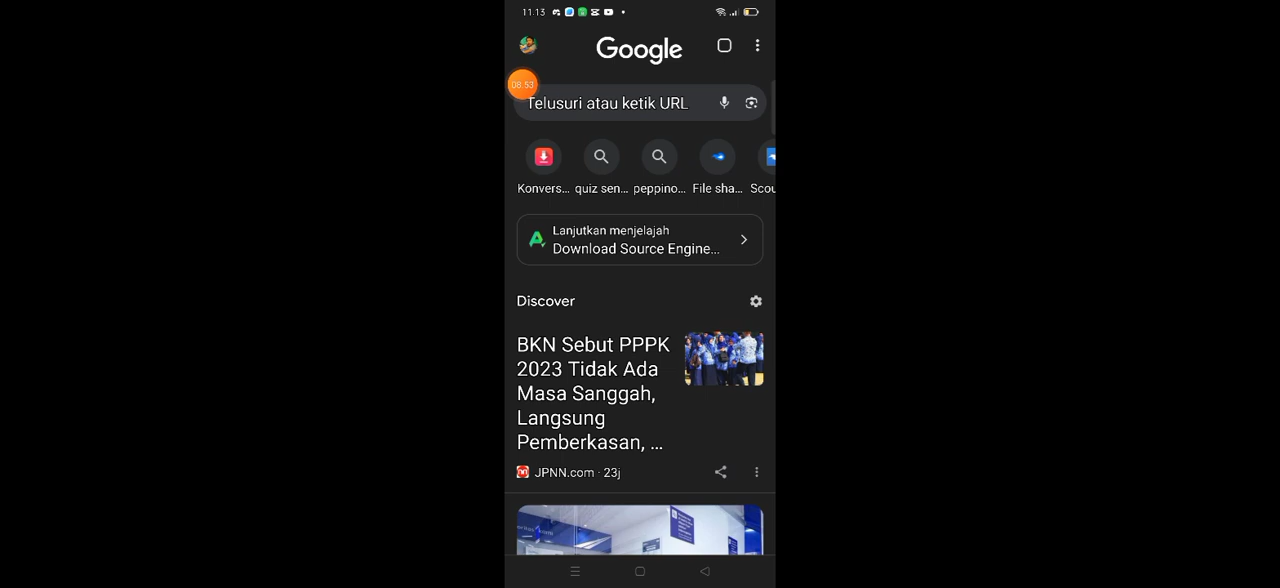 11.13
Google
08.53
Telusuri atau ketik URL
Konvers... quiz sen... peppino... File sha... Scou
Lanjutkan menjelajah
Download Source Engine...
Discover
BKN Sebut PPPK
2023 Tidak Ada
Masa Sanggah,
Langsung
Pemberkasan, ...
JPNN.com · 23j